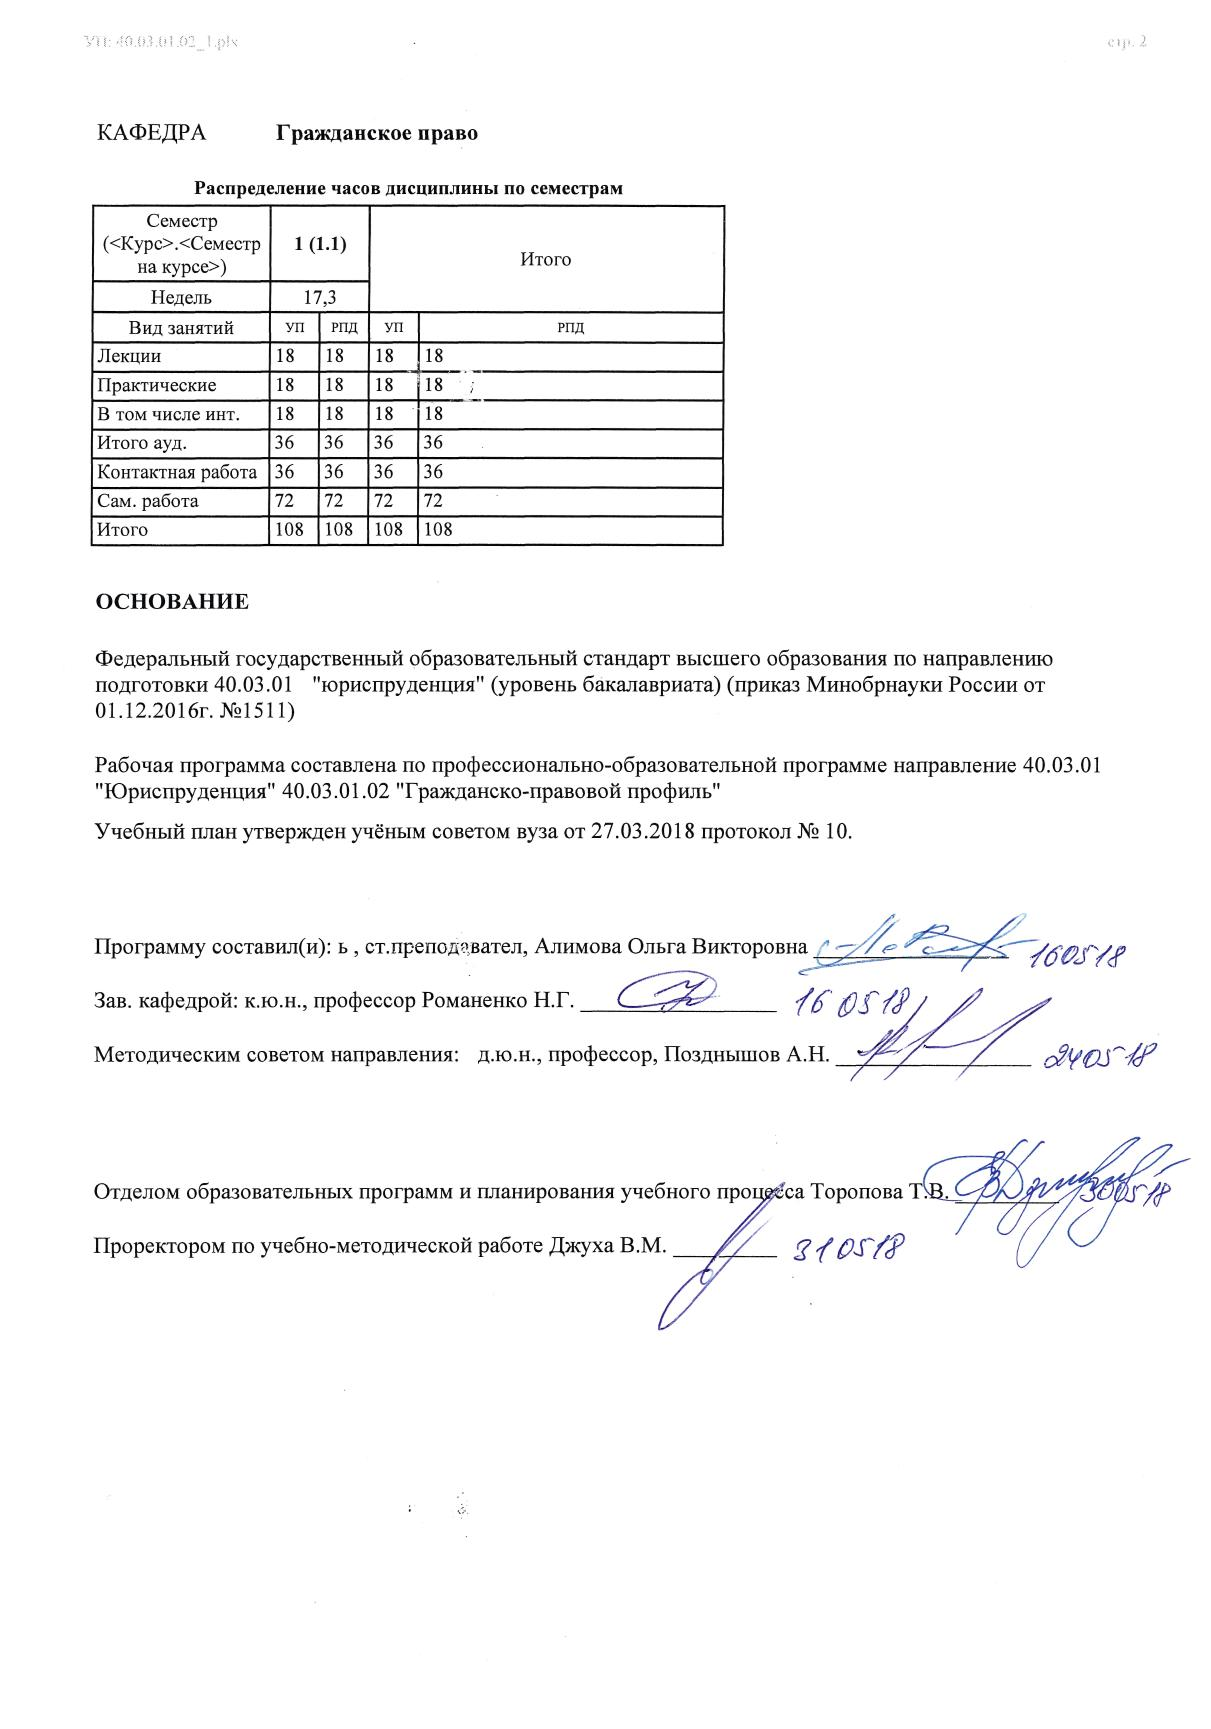 УП: 40.03.01.02_1.plx стр. 2
КАФЕДРА Гражданское право
Распределение часов дисциплины по семестрам
Семестр
(<Курс>.<Семестр
на курсе>) 1 (1.1) Итого
Недель 17,3
Вид занятий УП РПД УП РПД
Лекции 18 18 18 18
Практические 18 18 18 18
В том числе инт. 18 18 18 18
Итого ауд. 36 36 36 36
Контактная работа 36 36 36 36
Сам. работа 72 72 72 72
Итого 108 108 108 108
ОСНОВАНИЕ
Федеральный государственный образовательный стандарт высшего образования по направлению
подготовки 40.03.01 "юриспруденция" (уровень бакалавриата) (приказ Минобрнауки России от
01.12.2016г. №1511)
Рабочая программа составлена по профессионально-образовательной программе направление 40.03.01
"Юриспруденция" 40.03.01.02 "Гражданско-правовой профиль"
Учебный план утвержден учёным советом вуза от 27.03.2018 протокол № 10.
Программу составил(и): ь , ст.преподаватель, Алимова Ольга Викторовна 160518
Зав. кафедрой: к.ю.н., профессор Романенко Н.Г. 160518
Методическим советом направления: д.ю.н., профессор, Позднышов А.Н. 240518
Отделом образовательных программ и планирования учебного процесса Торопова Т.В. 300518
Проректором по учебно-методической работе Джуха В.М. 310518